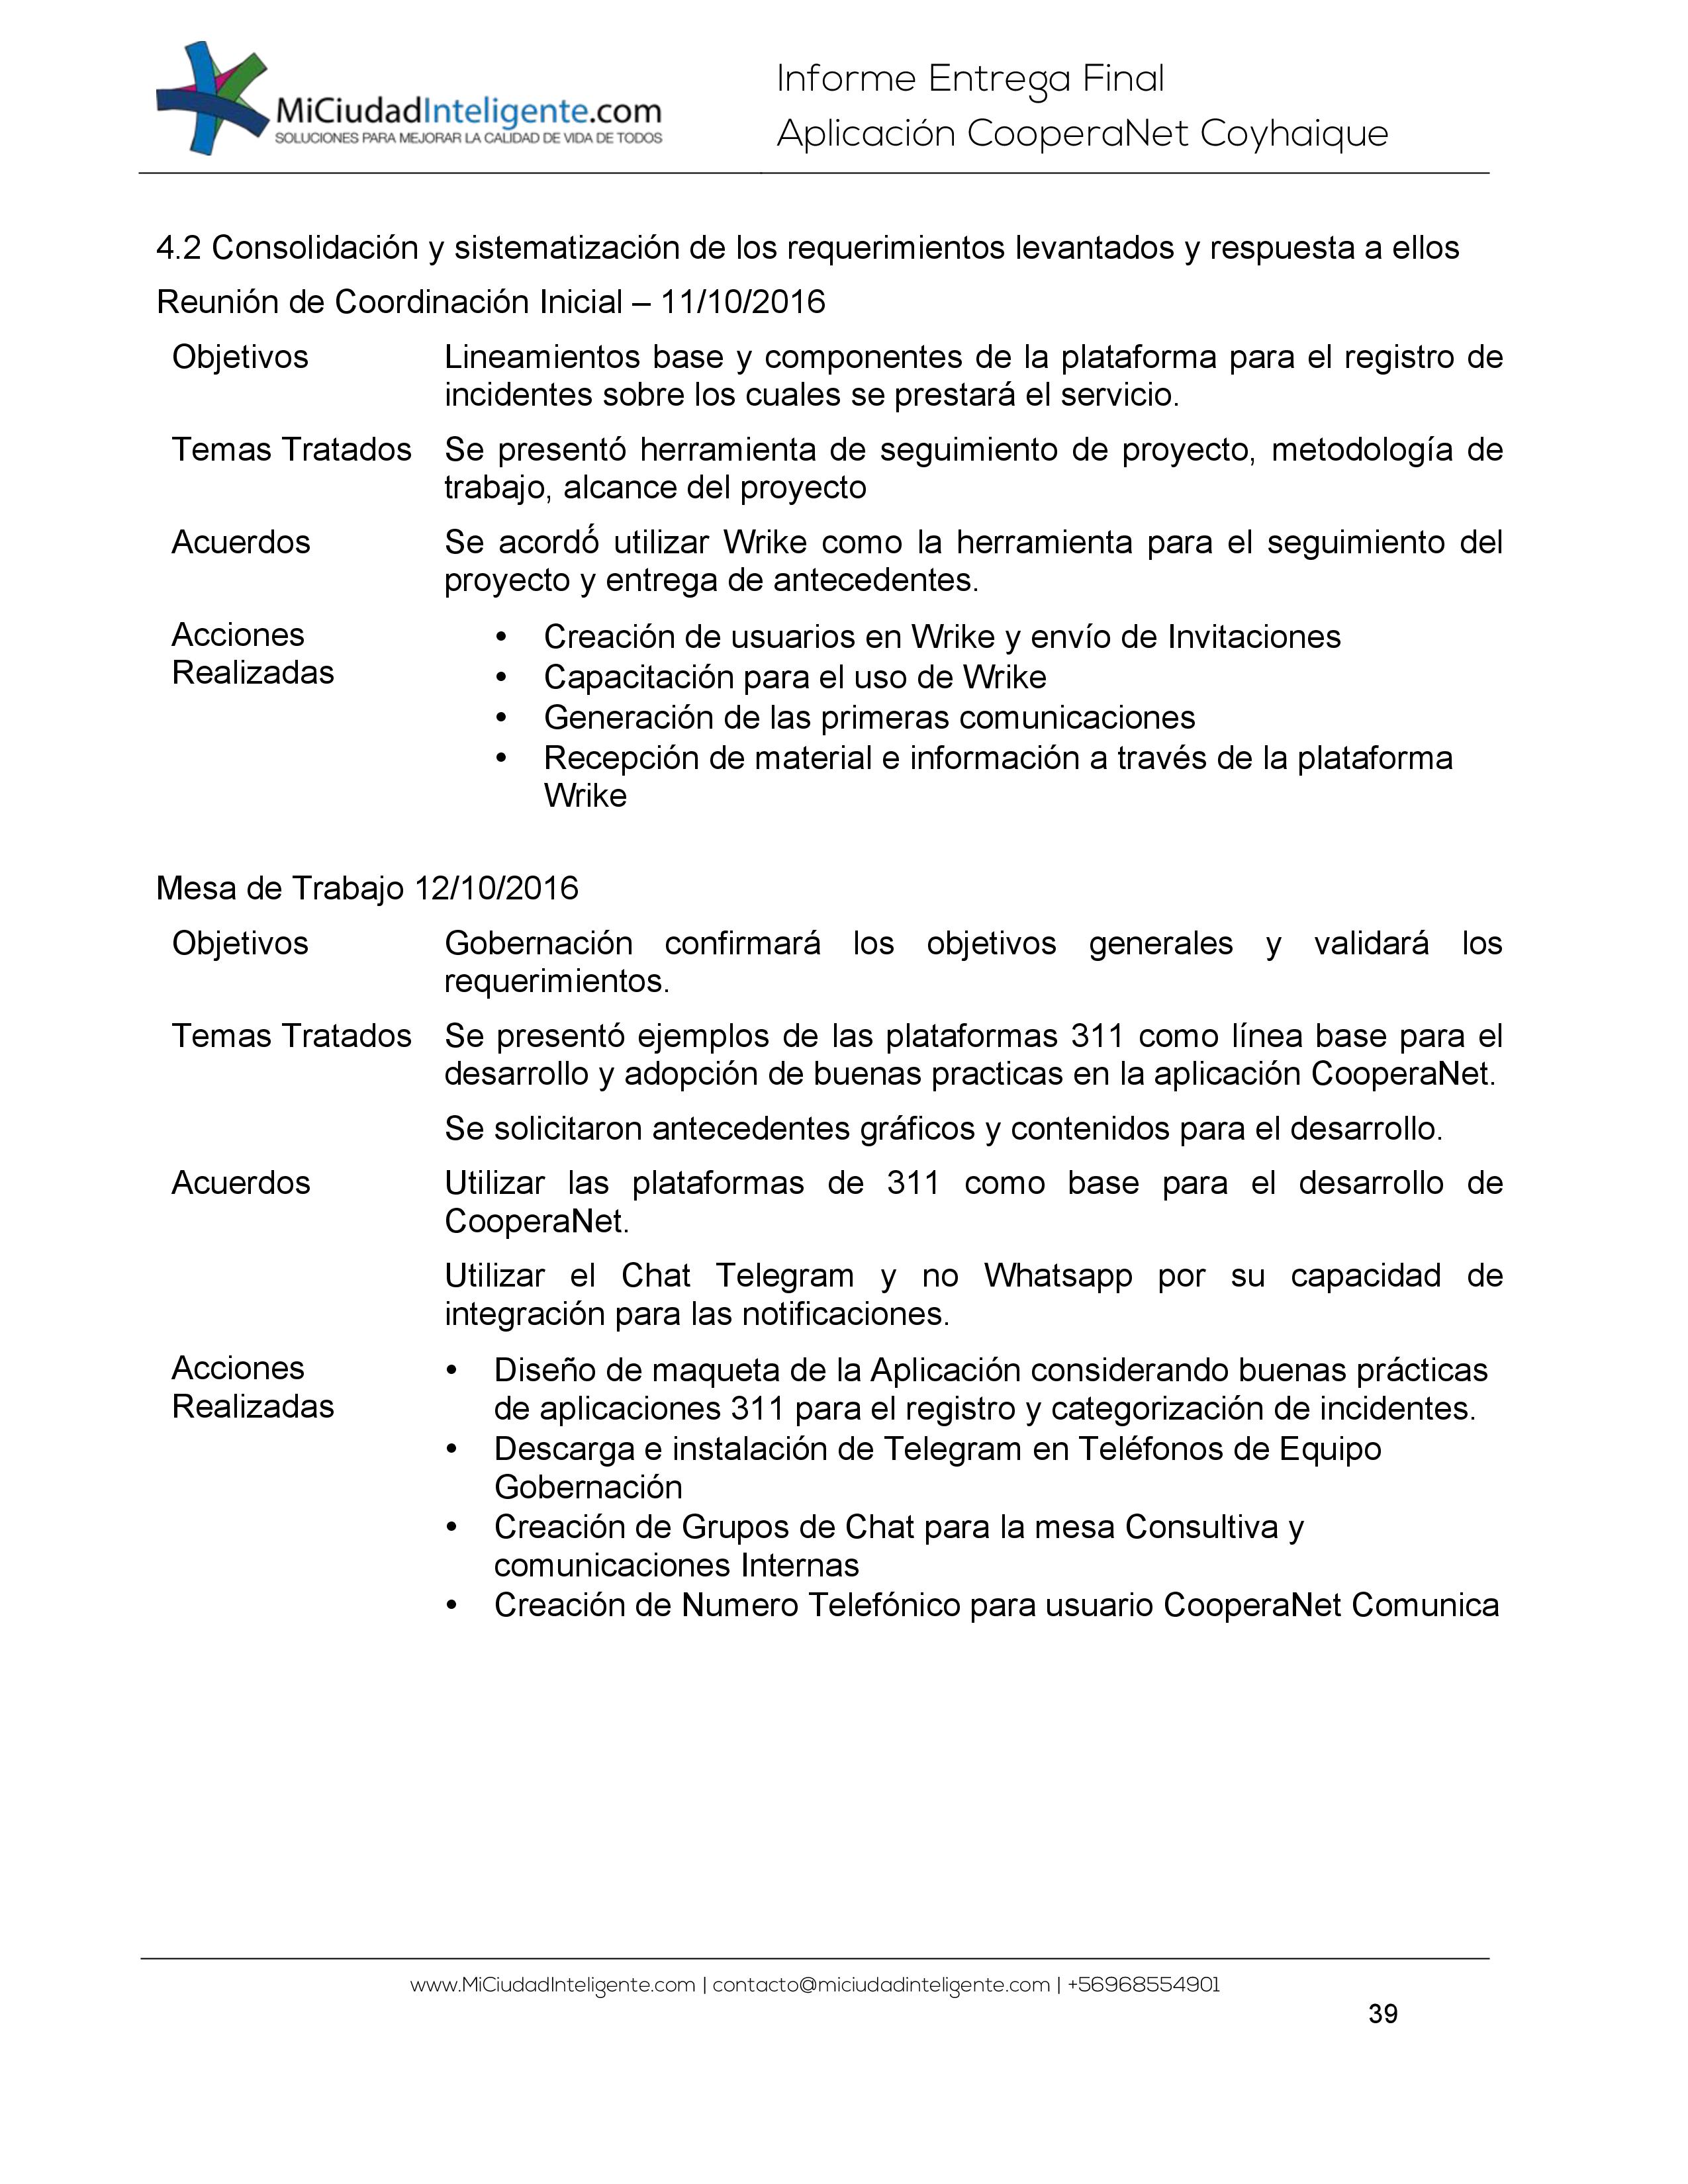 MiCiudadInteligente.com
SOLUCIONES PARA MEJORAR LA CALIDAD DE VIDA DE TODOS
Informe Entrega Final
Aplicación CooperaNet Coyhaique
4.2 Consolidación y sistematización de los requerimientos levantados y respuesta a ellos
Reunión de Coordinación Inicial – 11/10/2016
Objetivos
Lineamientos base y componentes de la plataforma para el registro de
incidentes sobre los cuales se prestará el servicio.
Temas Tratados
Se presentó herramienta de seguimiento de proyecto, metodología de
trabajo, alcance del proyecto
Acuerdos
Se acordó́ utilizar Wrike como la herramienta para el seguimiento del
proyecto y entrega de antecedentes.
Acciones
Realizadas
• Creación de usuarios en Wrike y envío de Invitaciones
• Capacitación para el uso de Wrike
• Generación de las primeras comunicaciones
• Recepción de material e información a través de la plataforma
Wrike
Mesa de Trabajo 12/10/2016
Objetivos
Gobernación confirmará los objetivos generales y validará los
requerimientos.
Temas Tratados
Se presentó ejemplos de las plataformas 311 como línea base para el
desarrollo y adopción de buenas practicas en la aplicación CooperaNet.
Se solicitaron antecedentes gráficos y contenidos para el desarrollo.
Acuerdos
Utilizar las plataformas de 311 como base para el desarrollo de
CooperaNet.
Utilizar el Chat Telegram y no Whatsapp por su capacidad de
integración para las notificaciones.
Acciones
Realizadas
• Diseño de maqueta de la Aplicación considerando buenas prácticas
de aplicaciones 311 para el registro y categorización de incidentes.
• Descarga e instalación de Telegram en Teléfonos de Equipo
Gobernación
• Creación de Grupos de Chat para la mesa Consultiva y
comunicaciones Internas
• Creación de Numero Telefónico para usuario CooperaNet Comunica
www.MiCiudadInteligente.com | contacto@miciudadinteligente.com | +56968554901
39